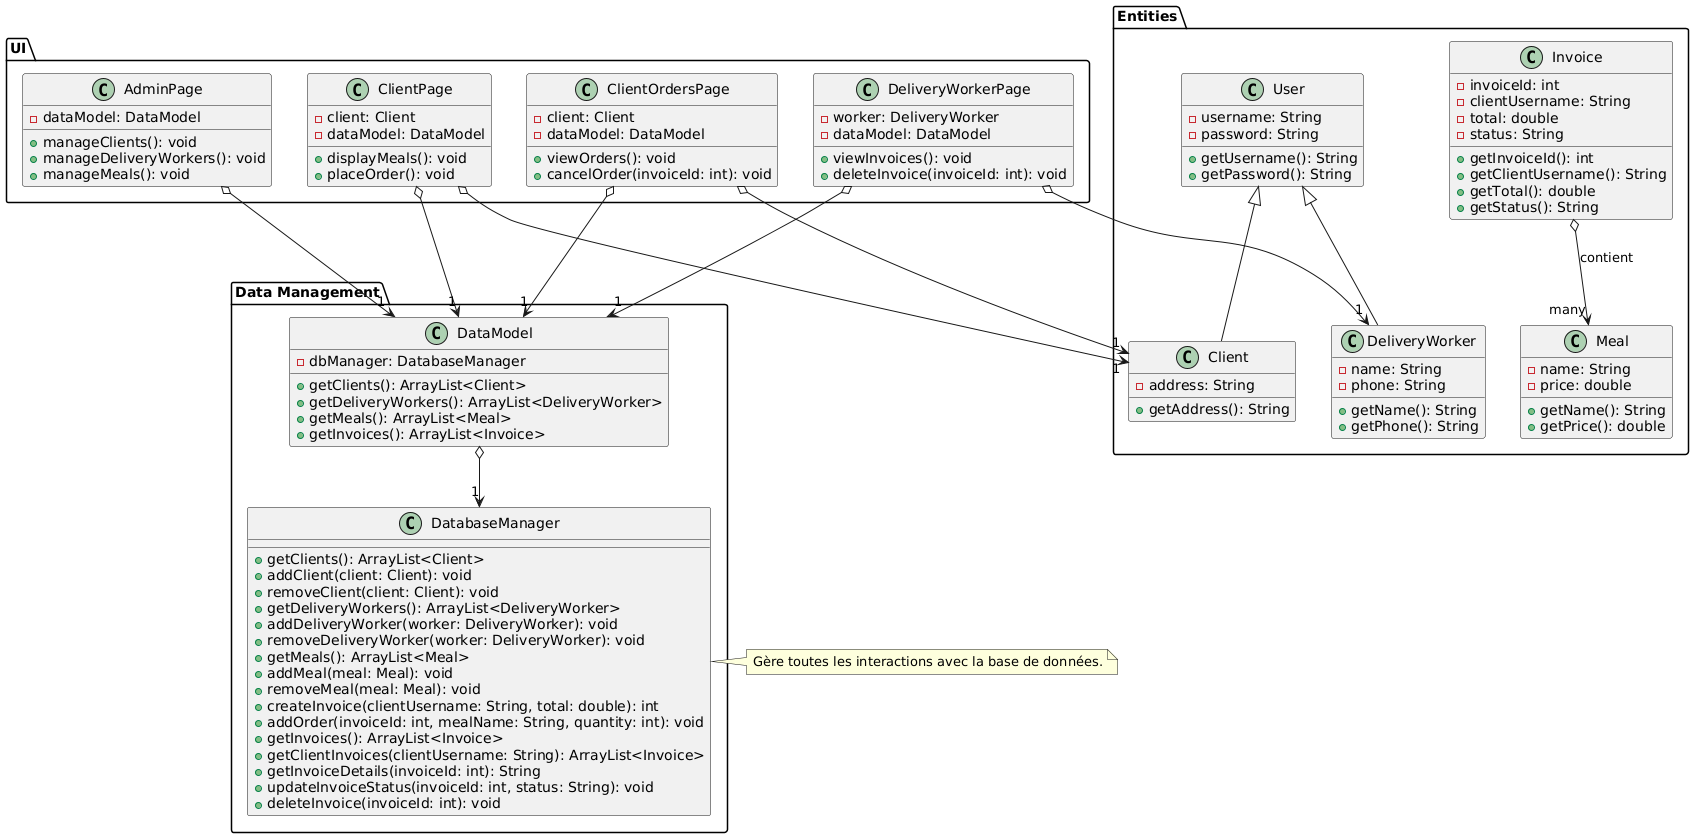 UI
C AdminPage
dataModel: DataModel
manageClients(): void
manageDeliveryWorkers(): void
manageMeals(): void
C ClientPage
client: Client
dataModel: DataModel
displayMeals(): void
placeOrder(): void
C ClientOrdersPage
client: Client
dataModel: DataModel
viewOrders(): void
cancelOrder(invoiceId: int): void
C DeliveryWorkerPage
worker: DeliveryWorker
dataModel: DataModel
viewInvoices(): void
deleteInvoice(invoiceId: int): void
Entities
C User
username: String
password: String
getUsername(): String
getPassword(): String
C Invoice
invoiceId: int
clientUsername: String
total: double
status: String
getInvoiceId(): int
getClientUsername(): String
getTotal(): double
getStatus(): String
contient
many
1
1
1
C Client
address: String
getAddress(): String
C DeliveryWorker
name: String
phone: String
getName(): String
getPhone(): String
C Meal
name: String
price: double
getName(): String
getPrice(): double
Data Management
1
1
1
1
C DataModel
dbManager: DatabaseManager
getClients(): ArrayList<Client>
getDeliveryWorkers(): ArrayList<DeliveryWorker>
getMeals(): ArrayList<Meal>
getInvoices(): ArrayList<Invoice>
1
C DatabaseManager
getClients(): ArrayList<Client>
addClient(client: Client): void
removeClient(client: Client): void
getDeliveryWorkers(): ArrayList<DeliveryWorker>
addDeliveryWorker(worker: DeliveryWorker): void
removeDeliveryWorker(worker: DeliveryWorker): void
getMeals(): ArrayList<Meal>
addMeal(meal: Meal): void
removeMeal(meal: Meal): void
createInvoice(clientUsername: String, total: double): int
addOrder(invoiceId: int, mealName: String, quantity: int): void
getInvoices(): ArrayList<Invoice>
getClientInvoices(clientUsername: String): ArrayList<Invoice>
getInvoiceDetails(invoiceId: int): String
updateInvoiceStatus(invoiceId: int, status: String): void
deleteInvoice(invoiceId: int): void
Gère toutes les interactions avec la base de données.